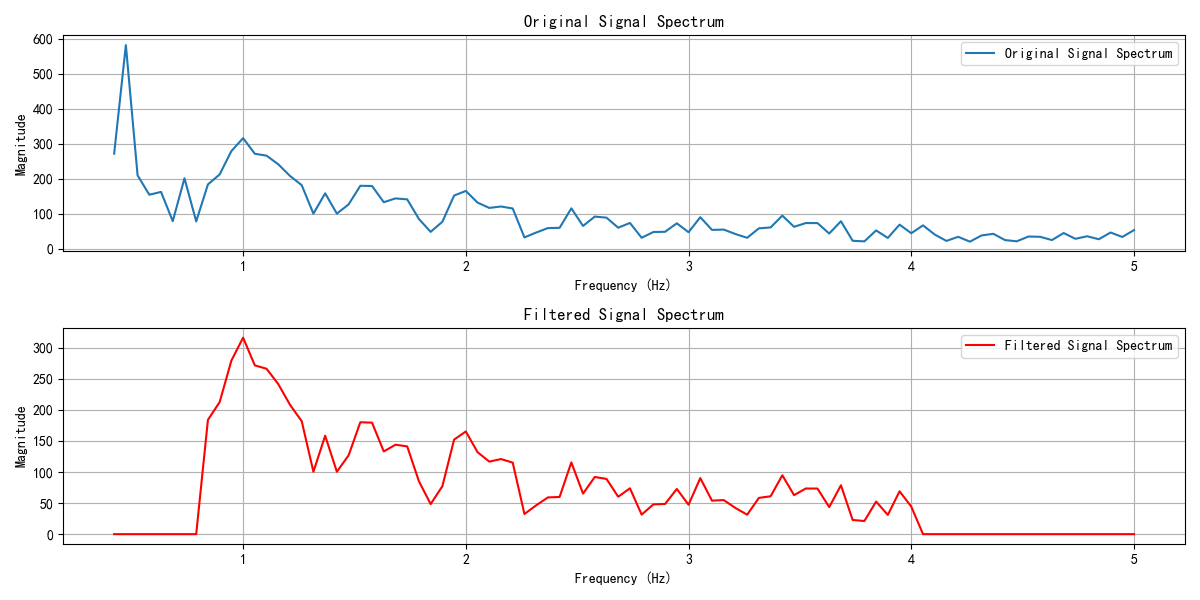 Original Signal Spectrum
600
500
400
300
200
100
0
Magnitude
Original Signal Spectrum
1 2 3 4 5
Frequency (Hz)
Filtered Signal Spectrum
300
250
200
150
100
50
0
Magnitude
Filtered Signal Spectrum
1 2 3 4 5
Frequency (Hz)